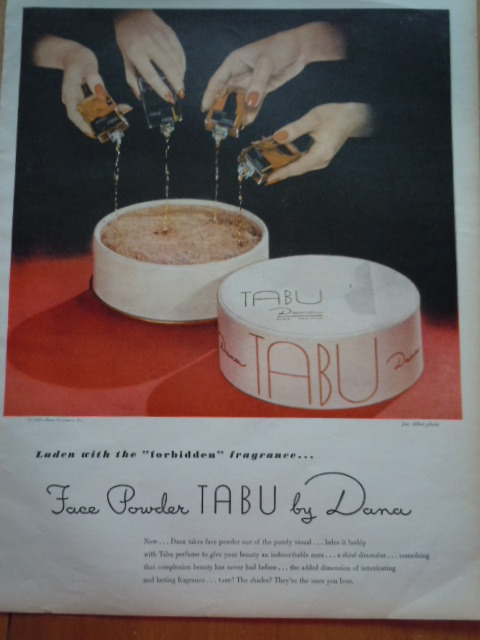 TABU
Dana
Dana
TABU
Dana
Laden with the "forbidden" fragrance...
Face Powder TABU by Dana
Now... Dana takes face powder out of the purely visual... lades it lushly
with Tabu perfume to give your beauty an indescribable aura... a third dimension... something
that complexion beauty has never had before... the added dimension of intoxicating
and lasting fragrance... TABU! The shades? They're the ones you love.